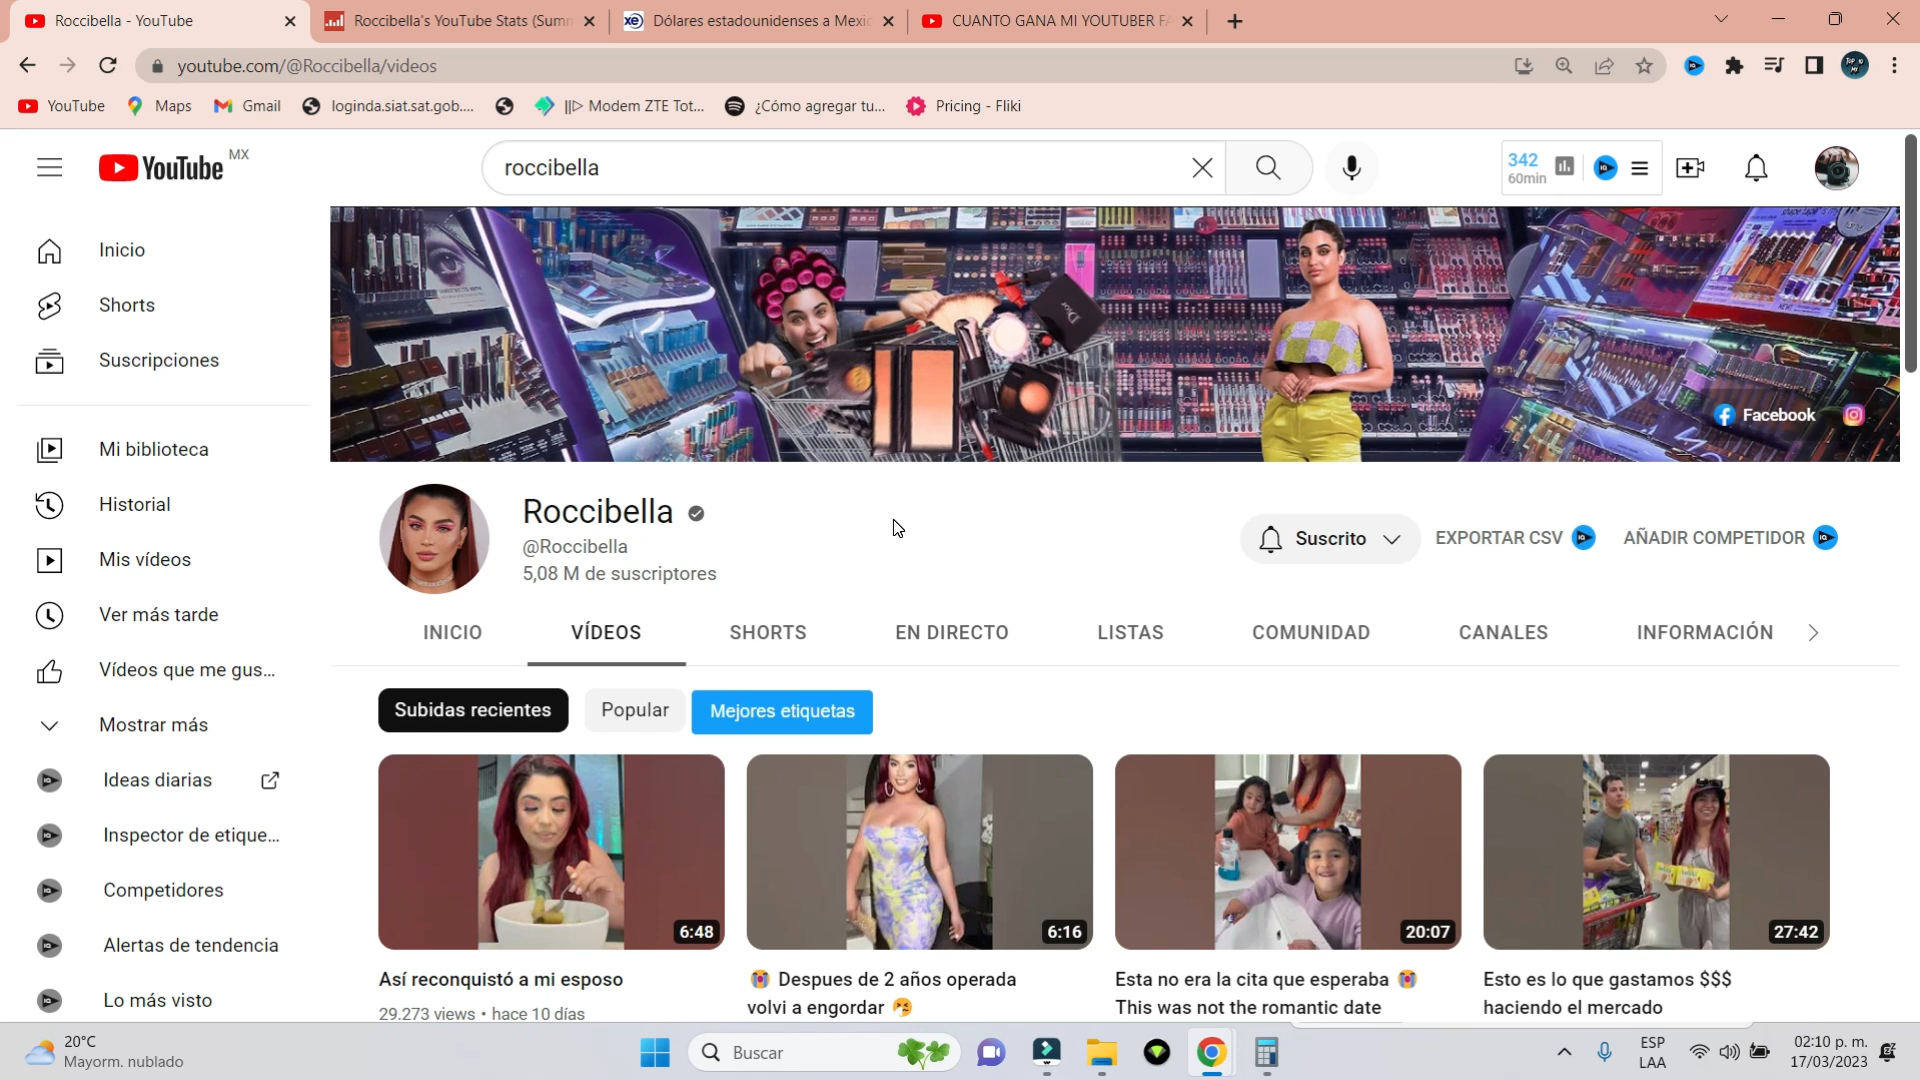 Roccibella - YouTube
Roccibella's YouTube Stats (Sum
Dólares estadounidenses a Mexic
CUANTO GANA MI YOUTUBER FA
youtube.com/@Roccibella/videos
YouTube
Maps
Gmail
loginda.siat.sat.gob....
||▷ Modem ZTE Tot...
¿Cómo agregar tu...
Pricing - Fliki
YouTube MX
roccibella
342
60min
Inicio
Shorts
Suscripciones
Mi biblioteca
Historial
Mis vídeos
Ver más tarde
Vídeos que me gus...
Mostrar más
Ideas diarias
Inspector de etique...
Competidores
Alertas de tendencia
Lo más visto
Dior
Facebook
Roccibella
@Roccibella
5,08 M de suscriptores
Suscrito
EXPORTAR CSV
AÑADIR COMPETIDOR
INICIO
VÍDEOS
SHORTS
EN DIRECTO
LISTAS
COMUNIDAD
CANALES
INFORMACIÓN
Subidas recientes
Popular
Mejores etiquetas
6:48
6:16
20:07
27:42
Así reconquistó a mi esposo
29.273 views • hace 10 días
😭 Despues de 2 años operada
volvi a engordar 🤧
Esta no era la cita que esperaba 😭
This was not the romantic date
Esto es lo que gastamos $$$
haciendo el mercado
20°C
Mayorm. nublado
Buscar
ESP
LAA
02:10 p. m.
17/03/2023